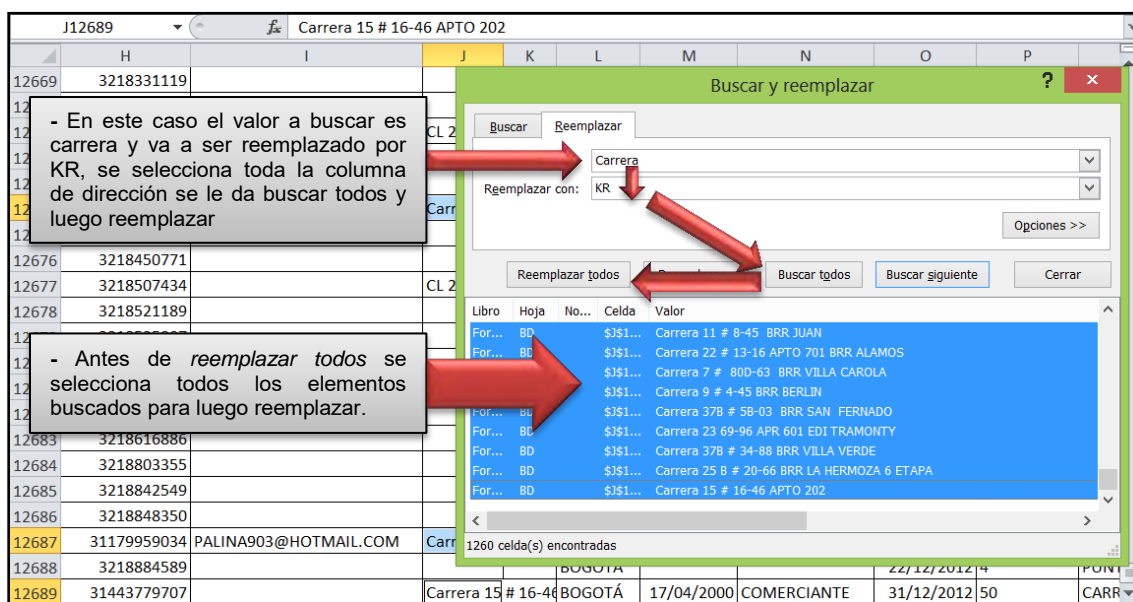 J12689 fx Carrera 15 # 16-46 APTO 202
H I J K L M N O P
12669 3218331119
Buscar y reemplazar ? ×
- En este caso el valor a buscar es
carrera y va a ser reemplazado por
KR, se selecciona toda la columna
de dirección se le da buscar todos y
luego reemplazar
CL 2
Carr
Buscar Reemplazar
Carrera
Reemplazar con: KR
Opciones >>
12676 3218450771
12677 3218507434 CL 2
12678 3218521189
Reemplazar todos Buscar todos Buscar siguiente Cerrar
Libro Hoja No... Celda Valor
For... BD $J$1... Carrera 11 # 8-45 BRR JUAN
For... BD $J$1... Carrera 22 # 13-16 APTO 701 BRR ALAMOS
$J$1... Carrera 7 # 80D-63 BRR VILLA CAROLA
$J$1... Carrera 9 # 4-45 BRR BERLIN
For... BD $J$1... Carrera 37B # 5B-03 BRR SAN FERNADO
For... BD $J$1... Carrera 23 69-96 APR 601 EDI TRAMONTY
For... BD $J$1... Carrera 37B # 34-88 BRR VILLA VERDE
For... BD $J$1... Carrera 25 B # 20-66 BRR LA HERMOZA 6 ETAPA
For... BD $J$1... Carrera 15 # 16-46 APTO 202
1260 celda(s) encontradas
- Antes de reemplazar todos se
selecciona todos los elementos
buscados para luego reemplazar.
12683 3218616886
12684 3218803355
12685 3218842549
12686 3218848350
12687 31179959034 PALINA903@HOTMAIL.COM Carr
12688 3218884589 BOGOTÁ 22/12/2012 4 PUNT
12689 31443779707 Carrera 15 # 16-46 BOGOTÁ 17/04/2000 COMERCIANTE 31/12/2012 50 CARR